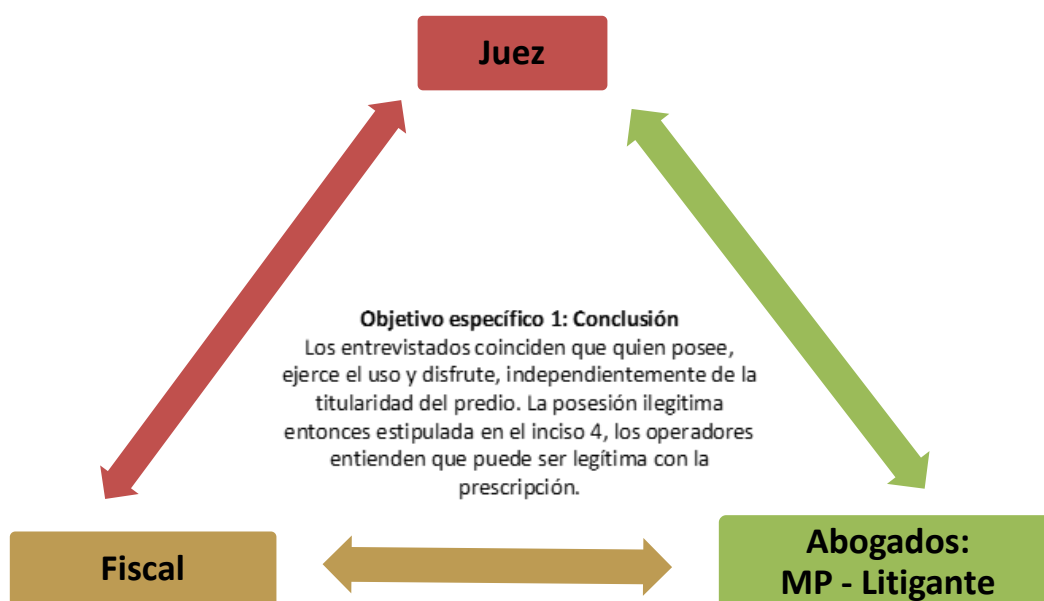 Juez
Objetivo específico 1: Conclusión
Los entrevistados coinciden que quien posee,
ejerce el uso y disfrute, independientemente de la
titularidad del predio. La posesión ilegitima
entonces estipulada en el inciso 4, los operadores
entienden que puede ser legítima con la
prescripción.
Fiscal
Abogados:
MP - Litigante